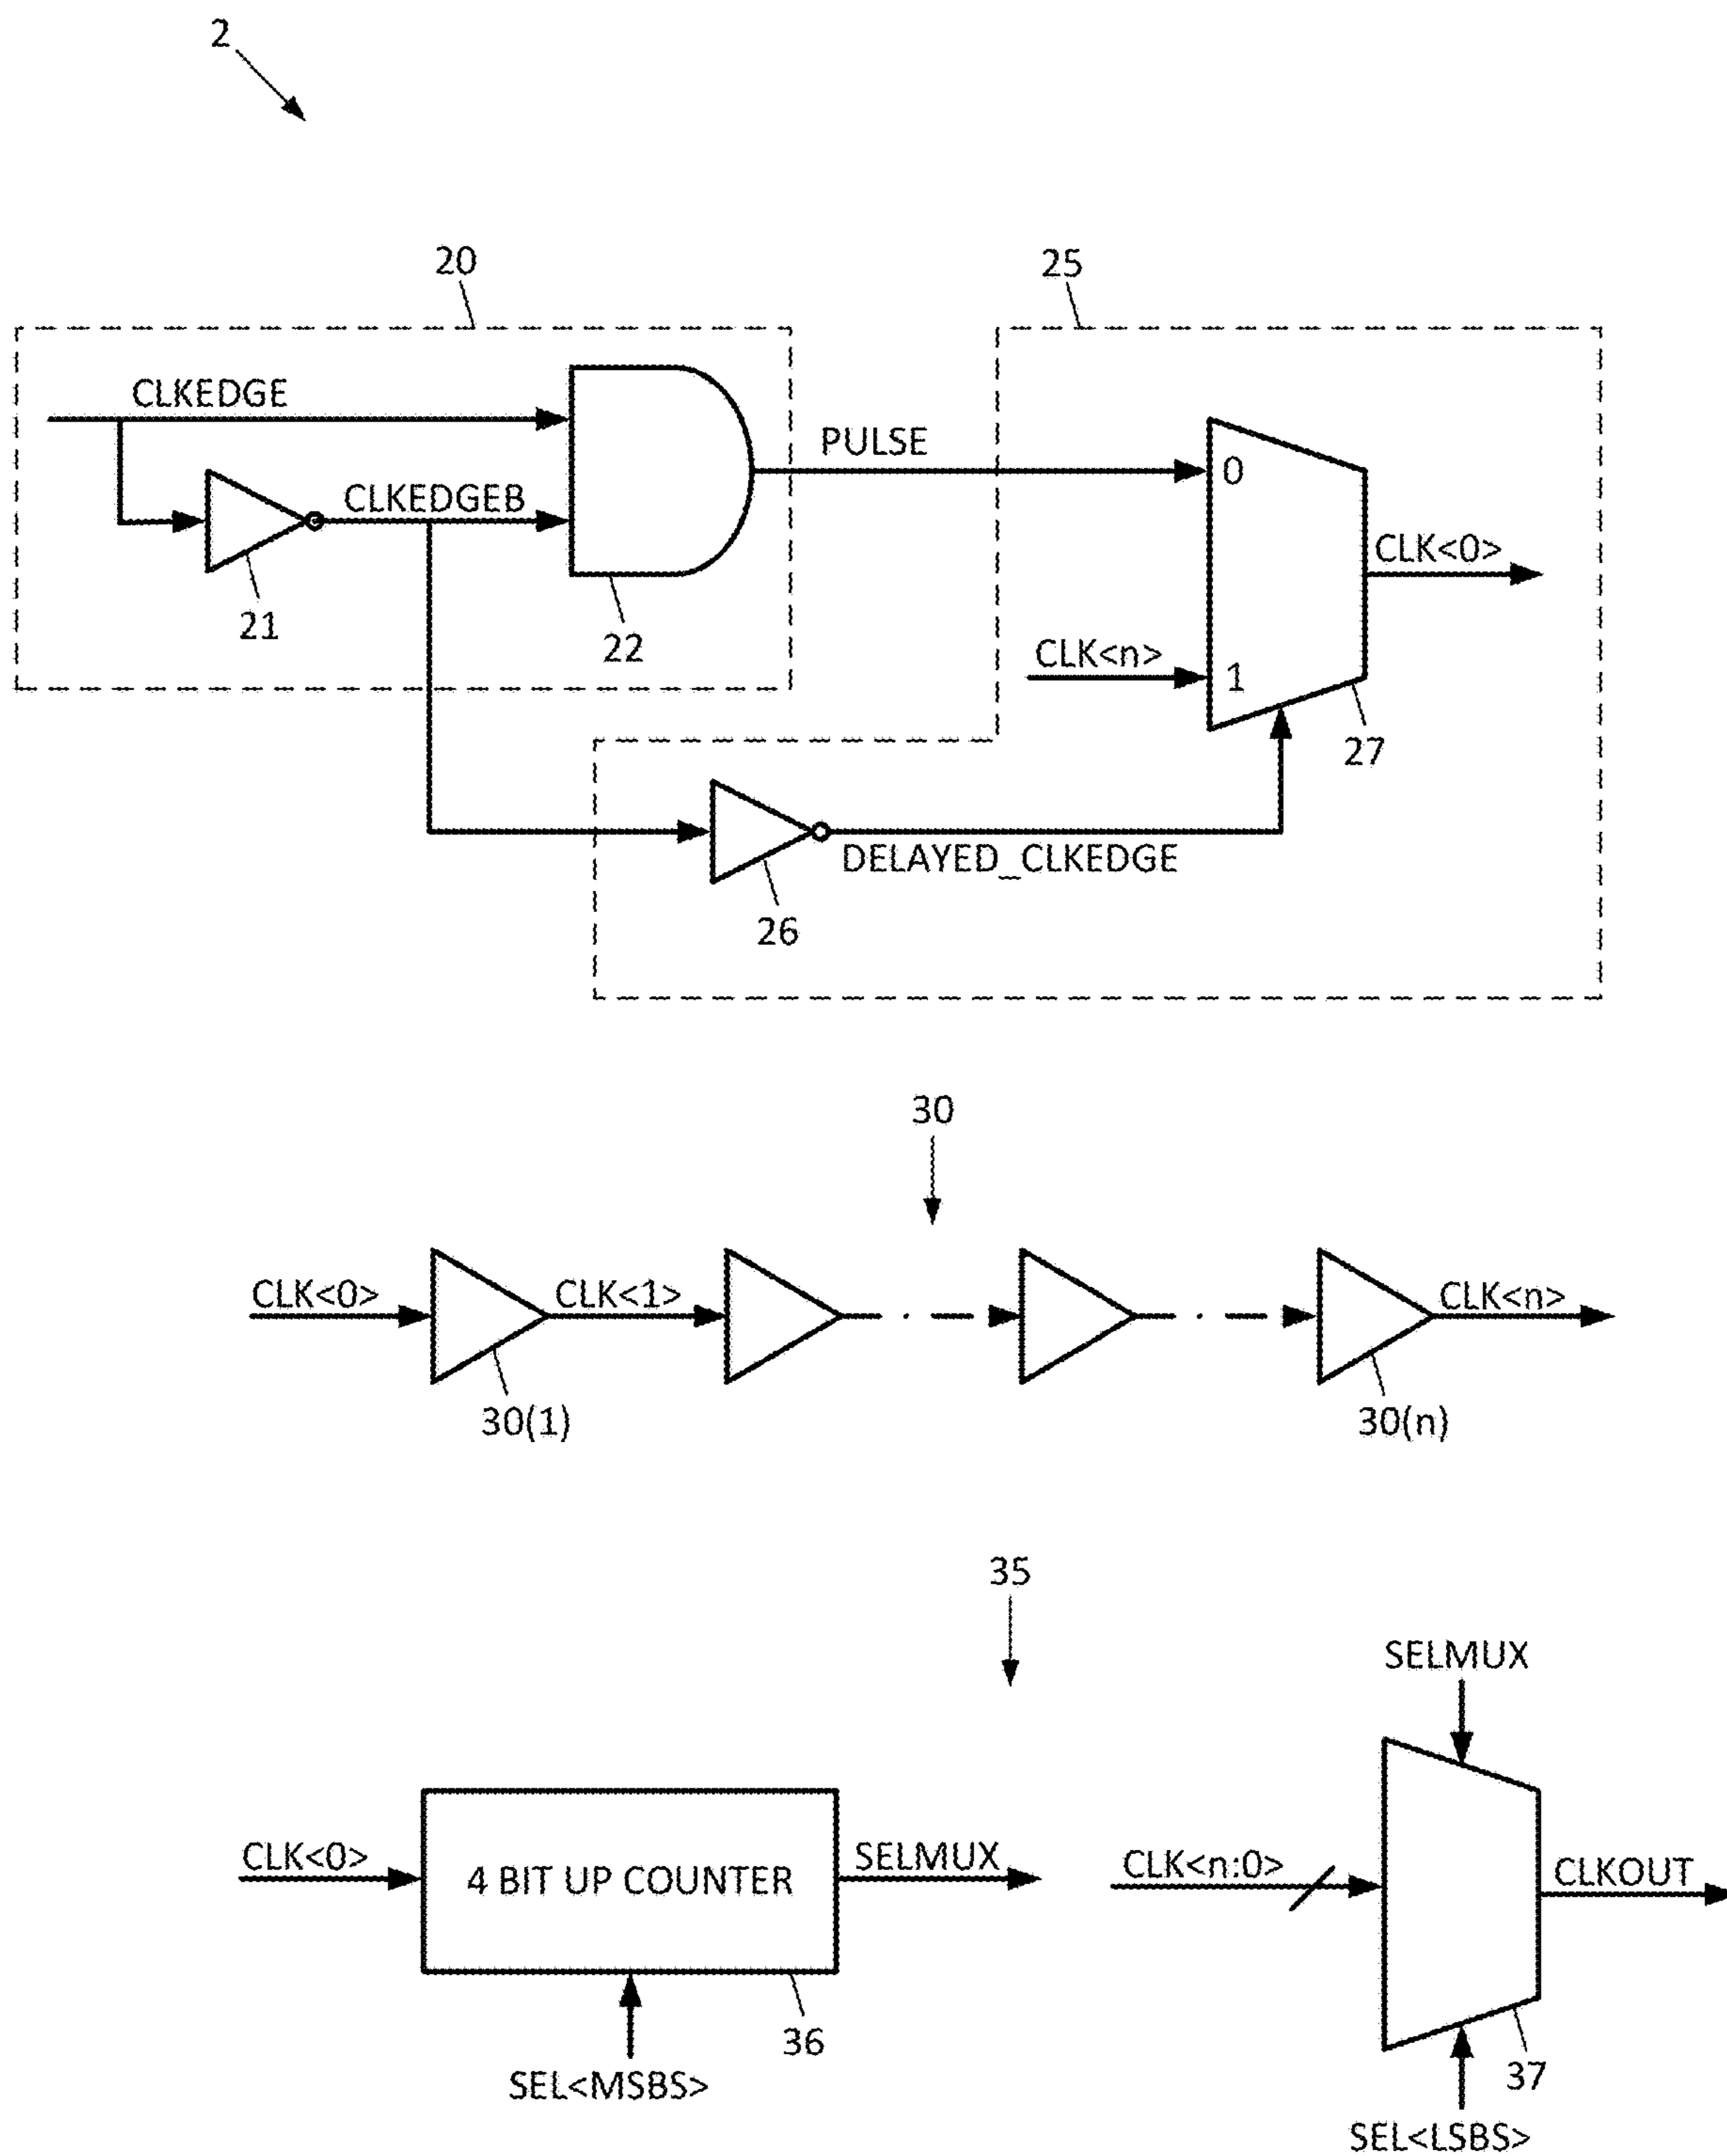 2
20
25
CLKEDGE
PULSE
0
CLKEDGEB
CLK<0>
21
22
CLK<n>
1
27
DELAYED_CLKEDGE
26
30
CLK<0>
CLK<1>
CLK<n>
30(1)
30(n)
35
SELMUX
CLK<0>
4 BIT UP COUNTER
SELMUX
CLK<n:0>
CLKOUT
36
SEL<MSBS>
37
SEL<LSBS>